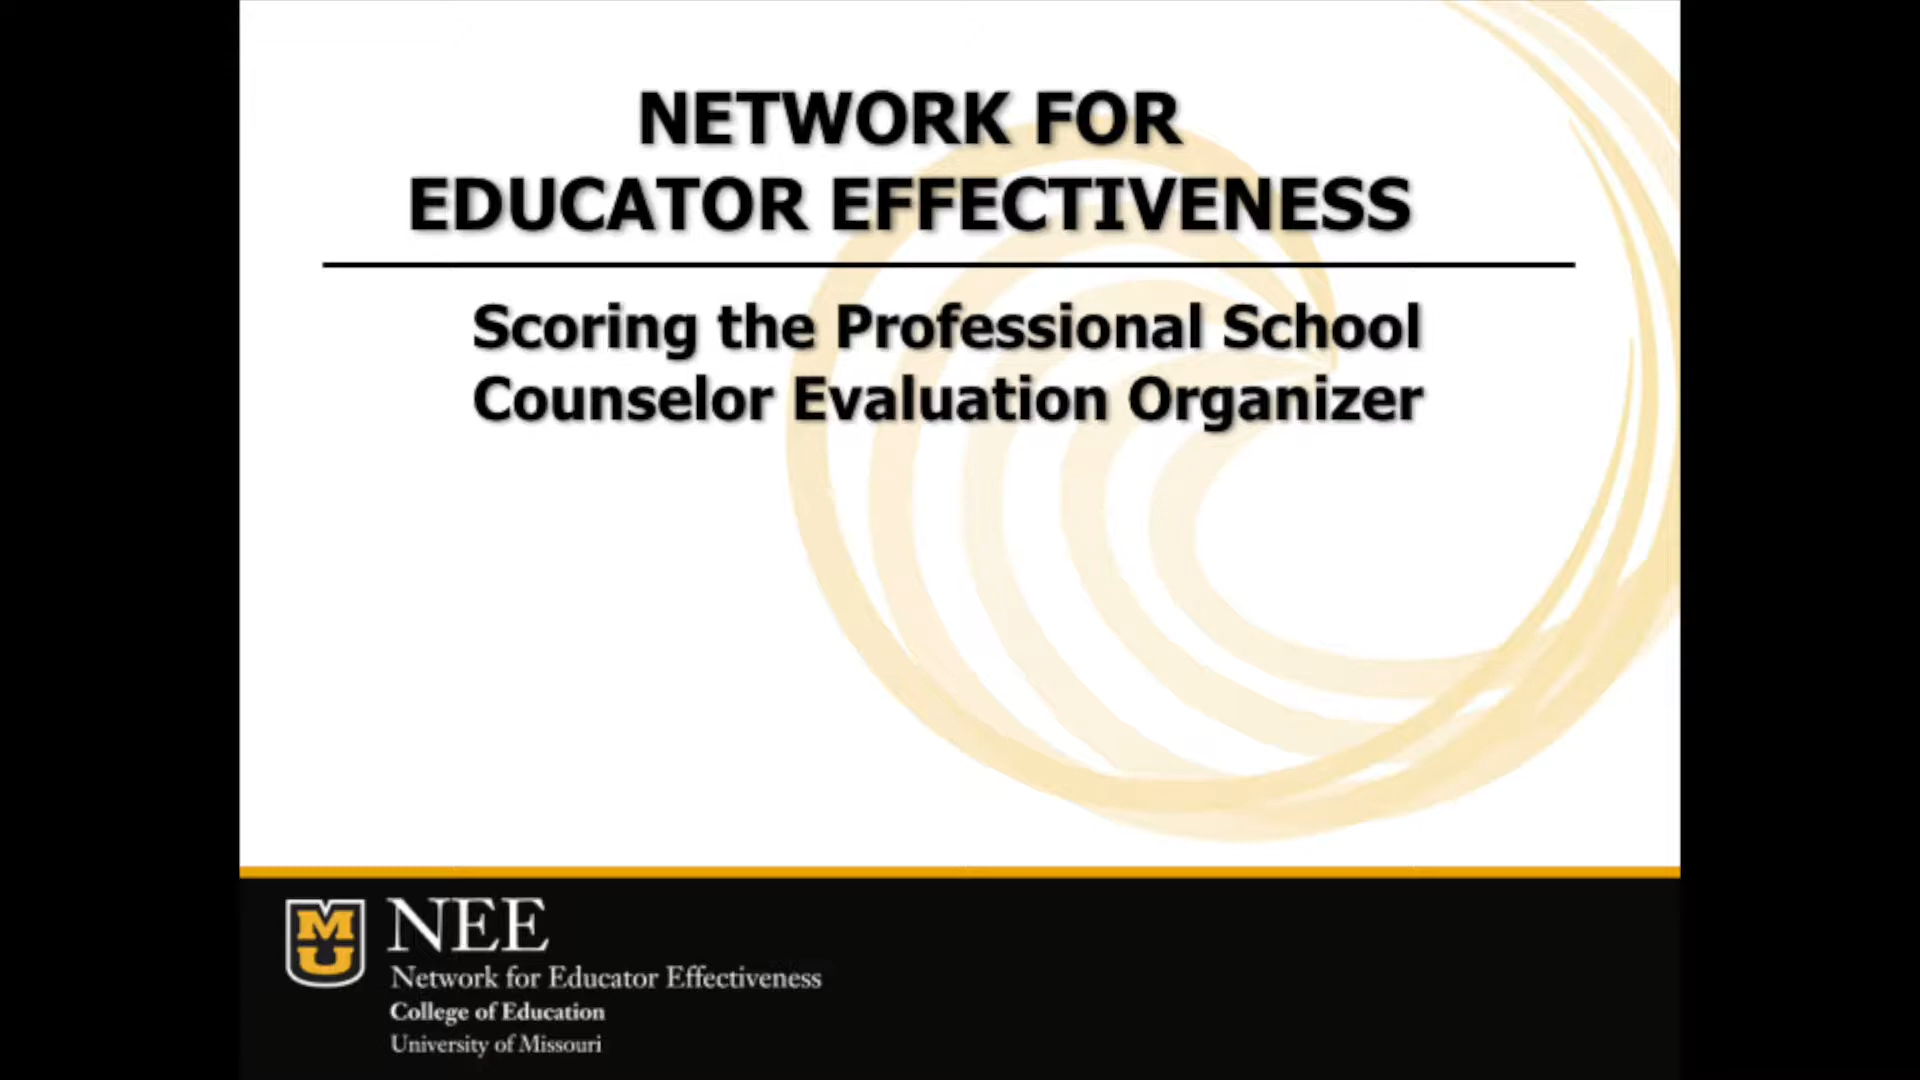 NETWORK FOR
EDUCATOR EFFECTIVENESS
Scoring the Professional School
Counselor Evaluation Organizer
MU
NEE
Network for Educator Effectiveness
College of Education
University of Missouri